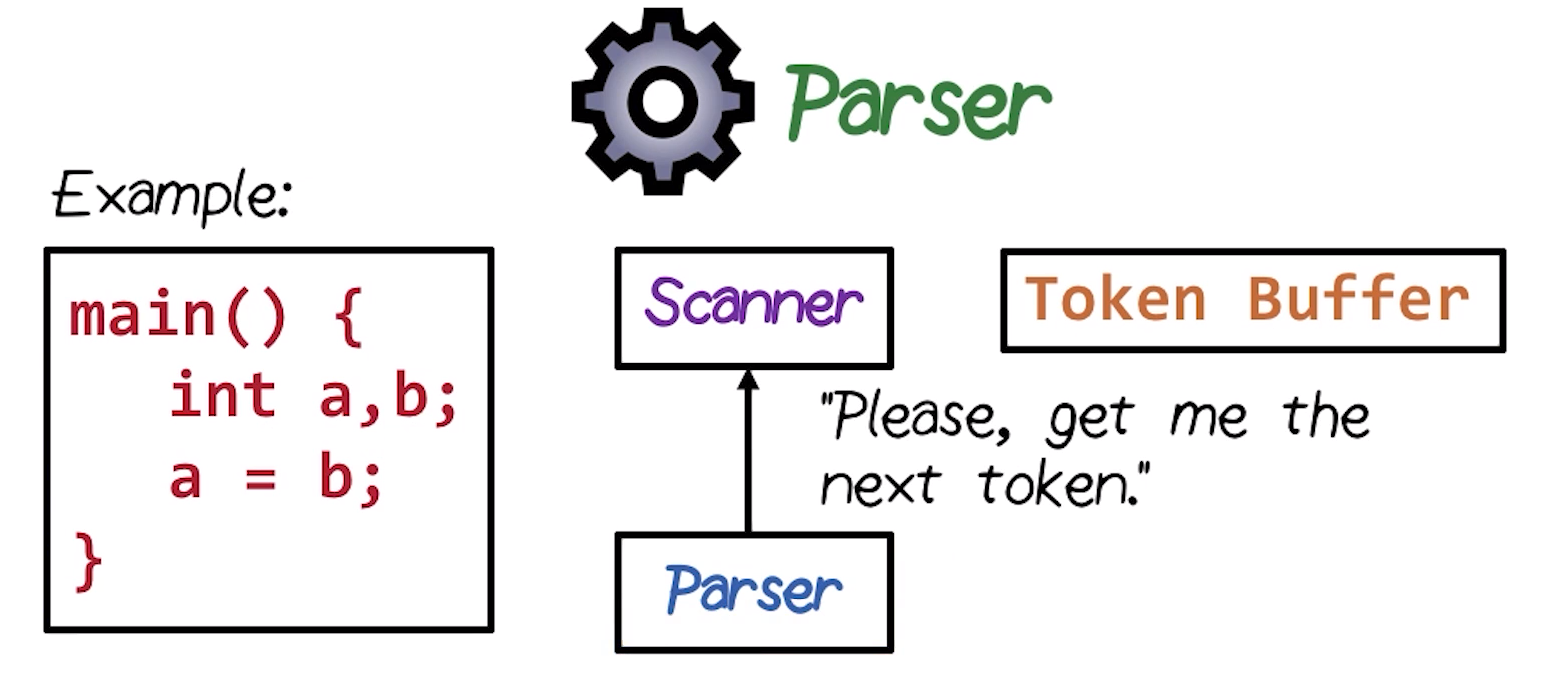 Parser
Example:
main() {
   int a,b;
   a = b;
}
Scanner
Token Buffer
"Please, get me the
next token."
Parser